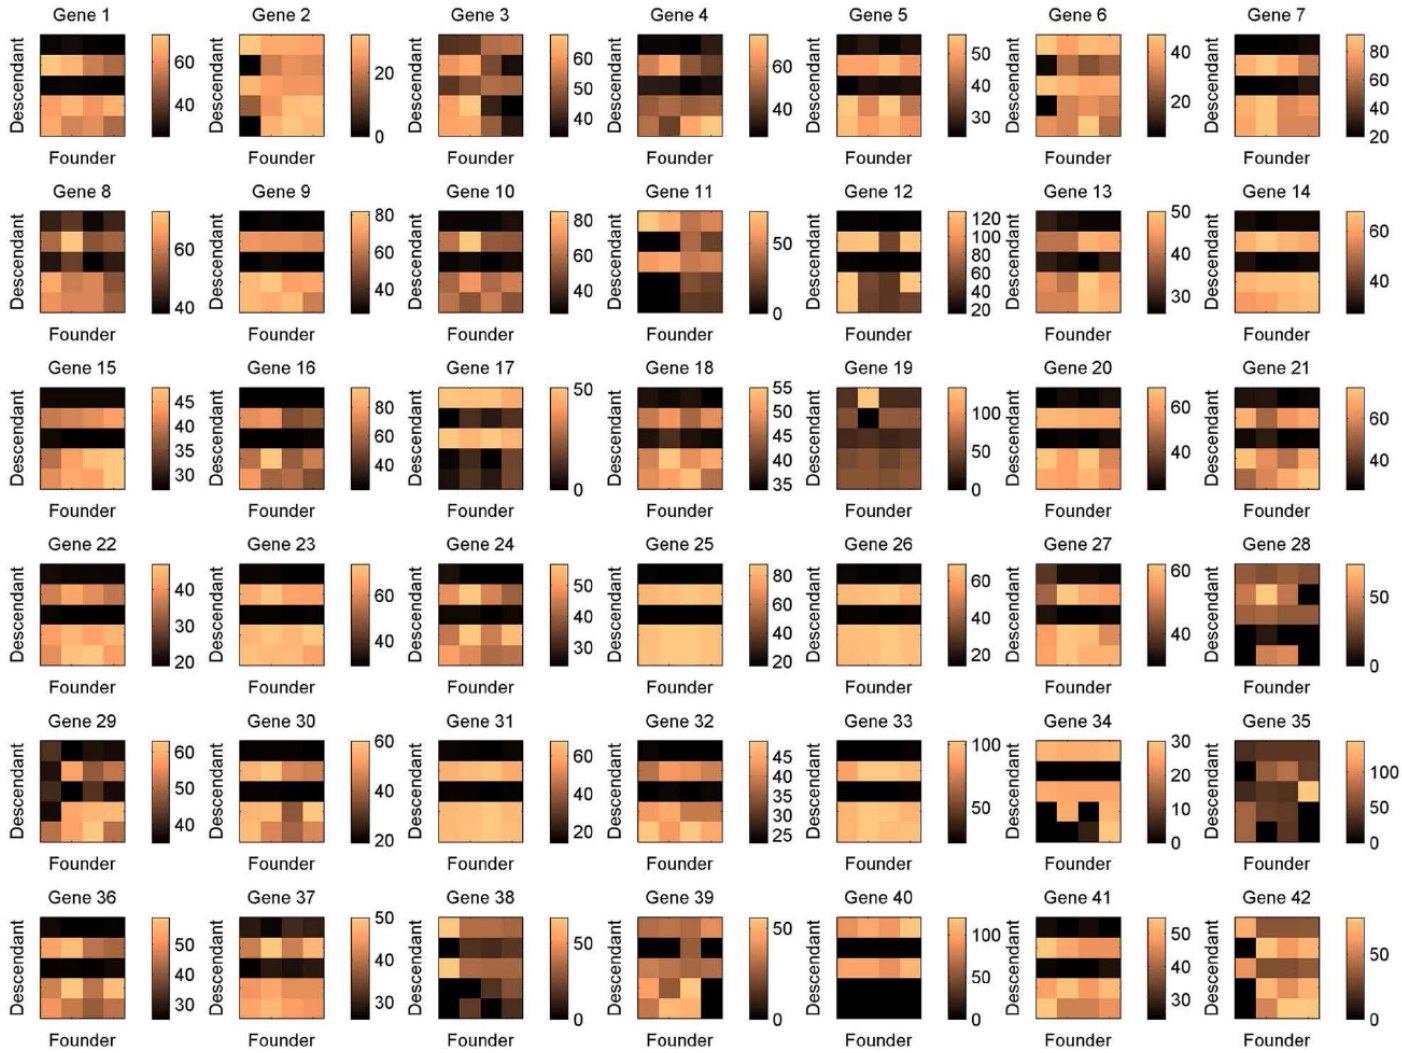 Gene 1 Gene 2 Gene 3 Gene 4 Gene 5 Gene 6 Gene 7
Descendant 60 40 Descendant 20 0 Descendant 60 50 40 Descendant 60 40 Descendant 50 40 30 Descendant 40 20 Descendant 80 60 40 20
Founder Founder Founder Founder Founder Founder Founder
Gene 8 Gene 9 Gene 10 Gene 11 Gene 12 Gene 13 Gene 14
Descendant 60 40 Descendant 80 60 40 Descendant 80 60 40 Descendant 50 0 Descendant 120 100 80 60 40 20 Descendant 50 40 30 Descendant 60 40
Founder Founder Founder Founder Founder Founder Founder
Gene 15 Gene 16 Gene 17 Gene 18 Gene 19 Gene 20 Gene 21
Descendant 45 40 35 30 Descendant 80 60 40 Descendant 50 0 Descendant 55 50 45 40 35 Descendant 100 50 0 Descendant 60 40 Descendant 60 40
Founder Founder Founder Founder Founder Founder Founder
Gene 22 Gene 23 Gene 24 Gene 25 Gene 26 Gene 27 Gene 28
Descendant 40 30 20 Descendant 60 40 Descendant 50 40 30 Descendant 80 60 40 20 Descendant 60 40 20 Descendant 60 40 Descendant 50 0
Founder Founder Founder Founder Founder Founder Founder
Gene 29 Gene 30 Gene 31 Gene 32 Gene 33 Gene 34 Gene 35
Descendant 60 50 40 Descendant 60 40 20 Descendant 60 40 20 Descendant 45 40 35 30 25 Descendant 100 50 Descendant 30 20 10 0 Descendant 100 50 0
Founder Founder Founder Founder Founder Founder Founder
Gene 36 Gene 37 Gene 38 Gene 39 Gene 40 Gene 41 Gene 42
Descendant 50 40 30 Descendant 50 40 30 Descendant 50 0 Descendant 50 0 Descendant 100 50 0 Descendant 50 40 30 Descendant 50 0
Founder Founder Founder Founder Founder Founder Founder